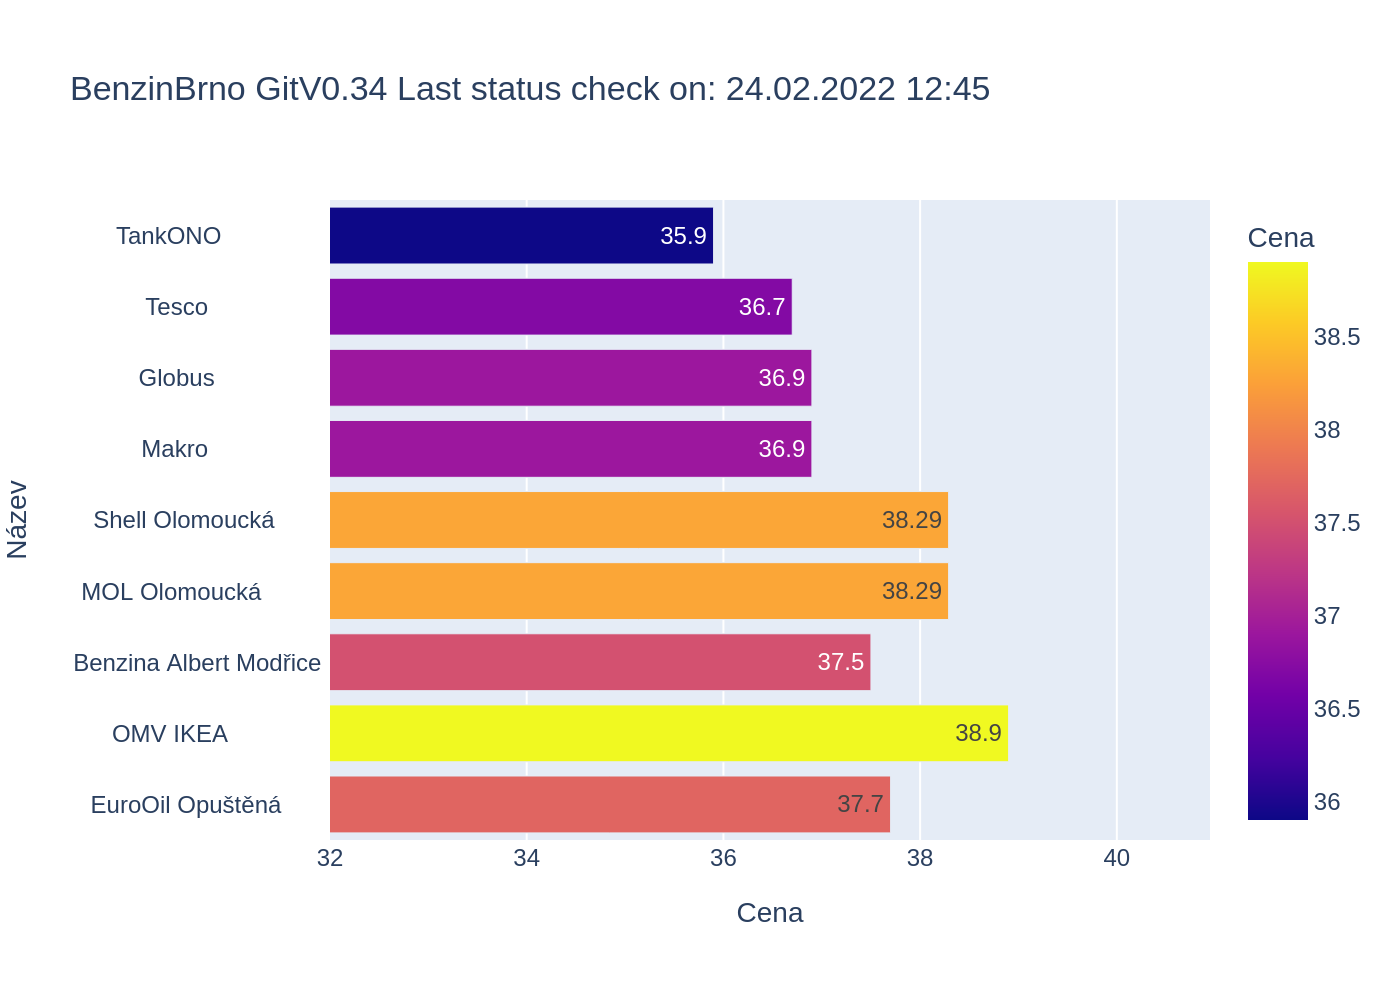 BenzinBrno GitV0.34 Last status check on: 24.02.2022 12:45
Název
TankONO 35.9
Tesco 36.7
Globus 36.9
Makro 36.9
Shell Olomoucká 38.29
MOL Olomoucká 38.29
Benzina Albert Modřice 37.5
OMV IKEA 38.9
EuroOil Opuštěná 37.7
32 34 36 38 40
Cena
Cena
38.5
38
37.5
37
36.5
36